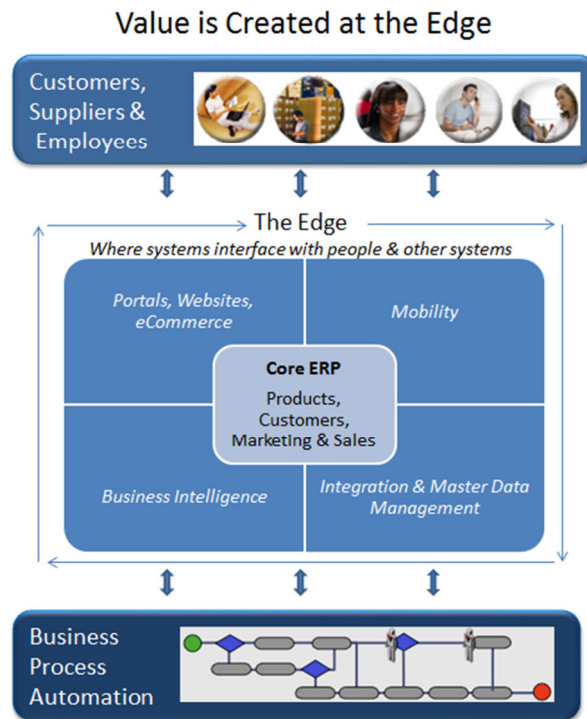 Value is Created at the Edge
Customers,
Suppliers &
Employees
The Edge
Where systems interface with people & other systems
Portals, Websites,
eCommerce
Mobility
Core ERP
Products,
Customers,
Marketing & Sales
Business Intelligence
Integration & Master Data
Management
Business
Process
Automation